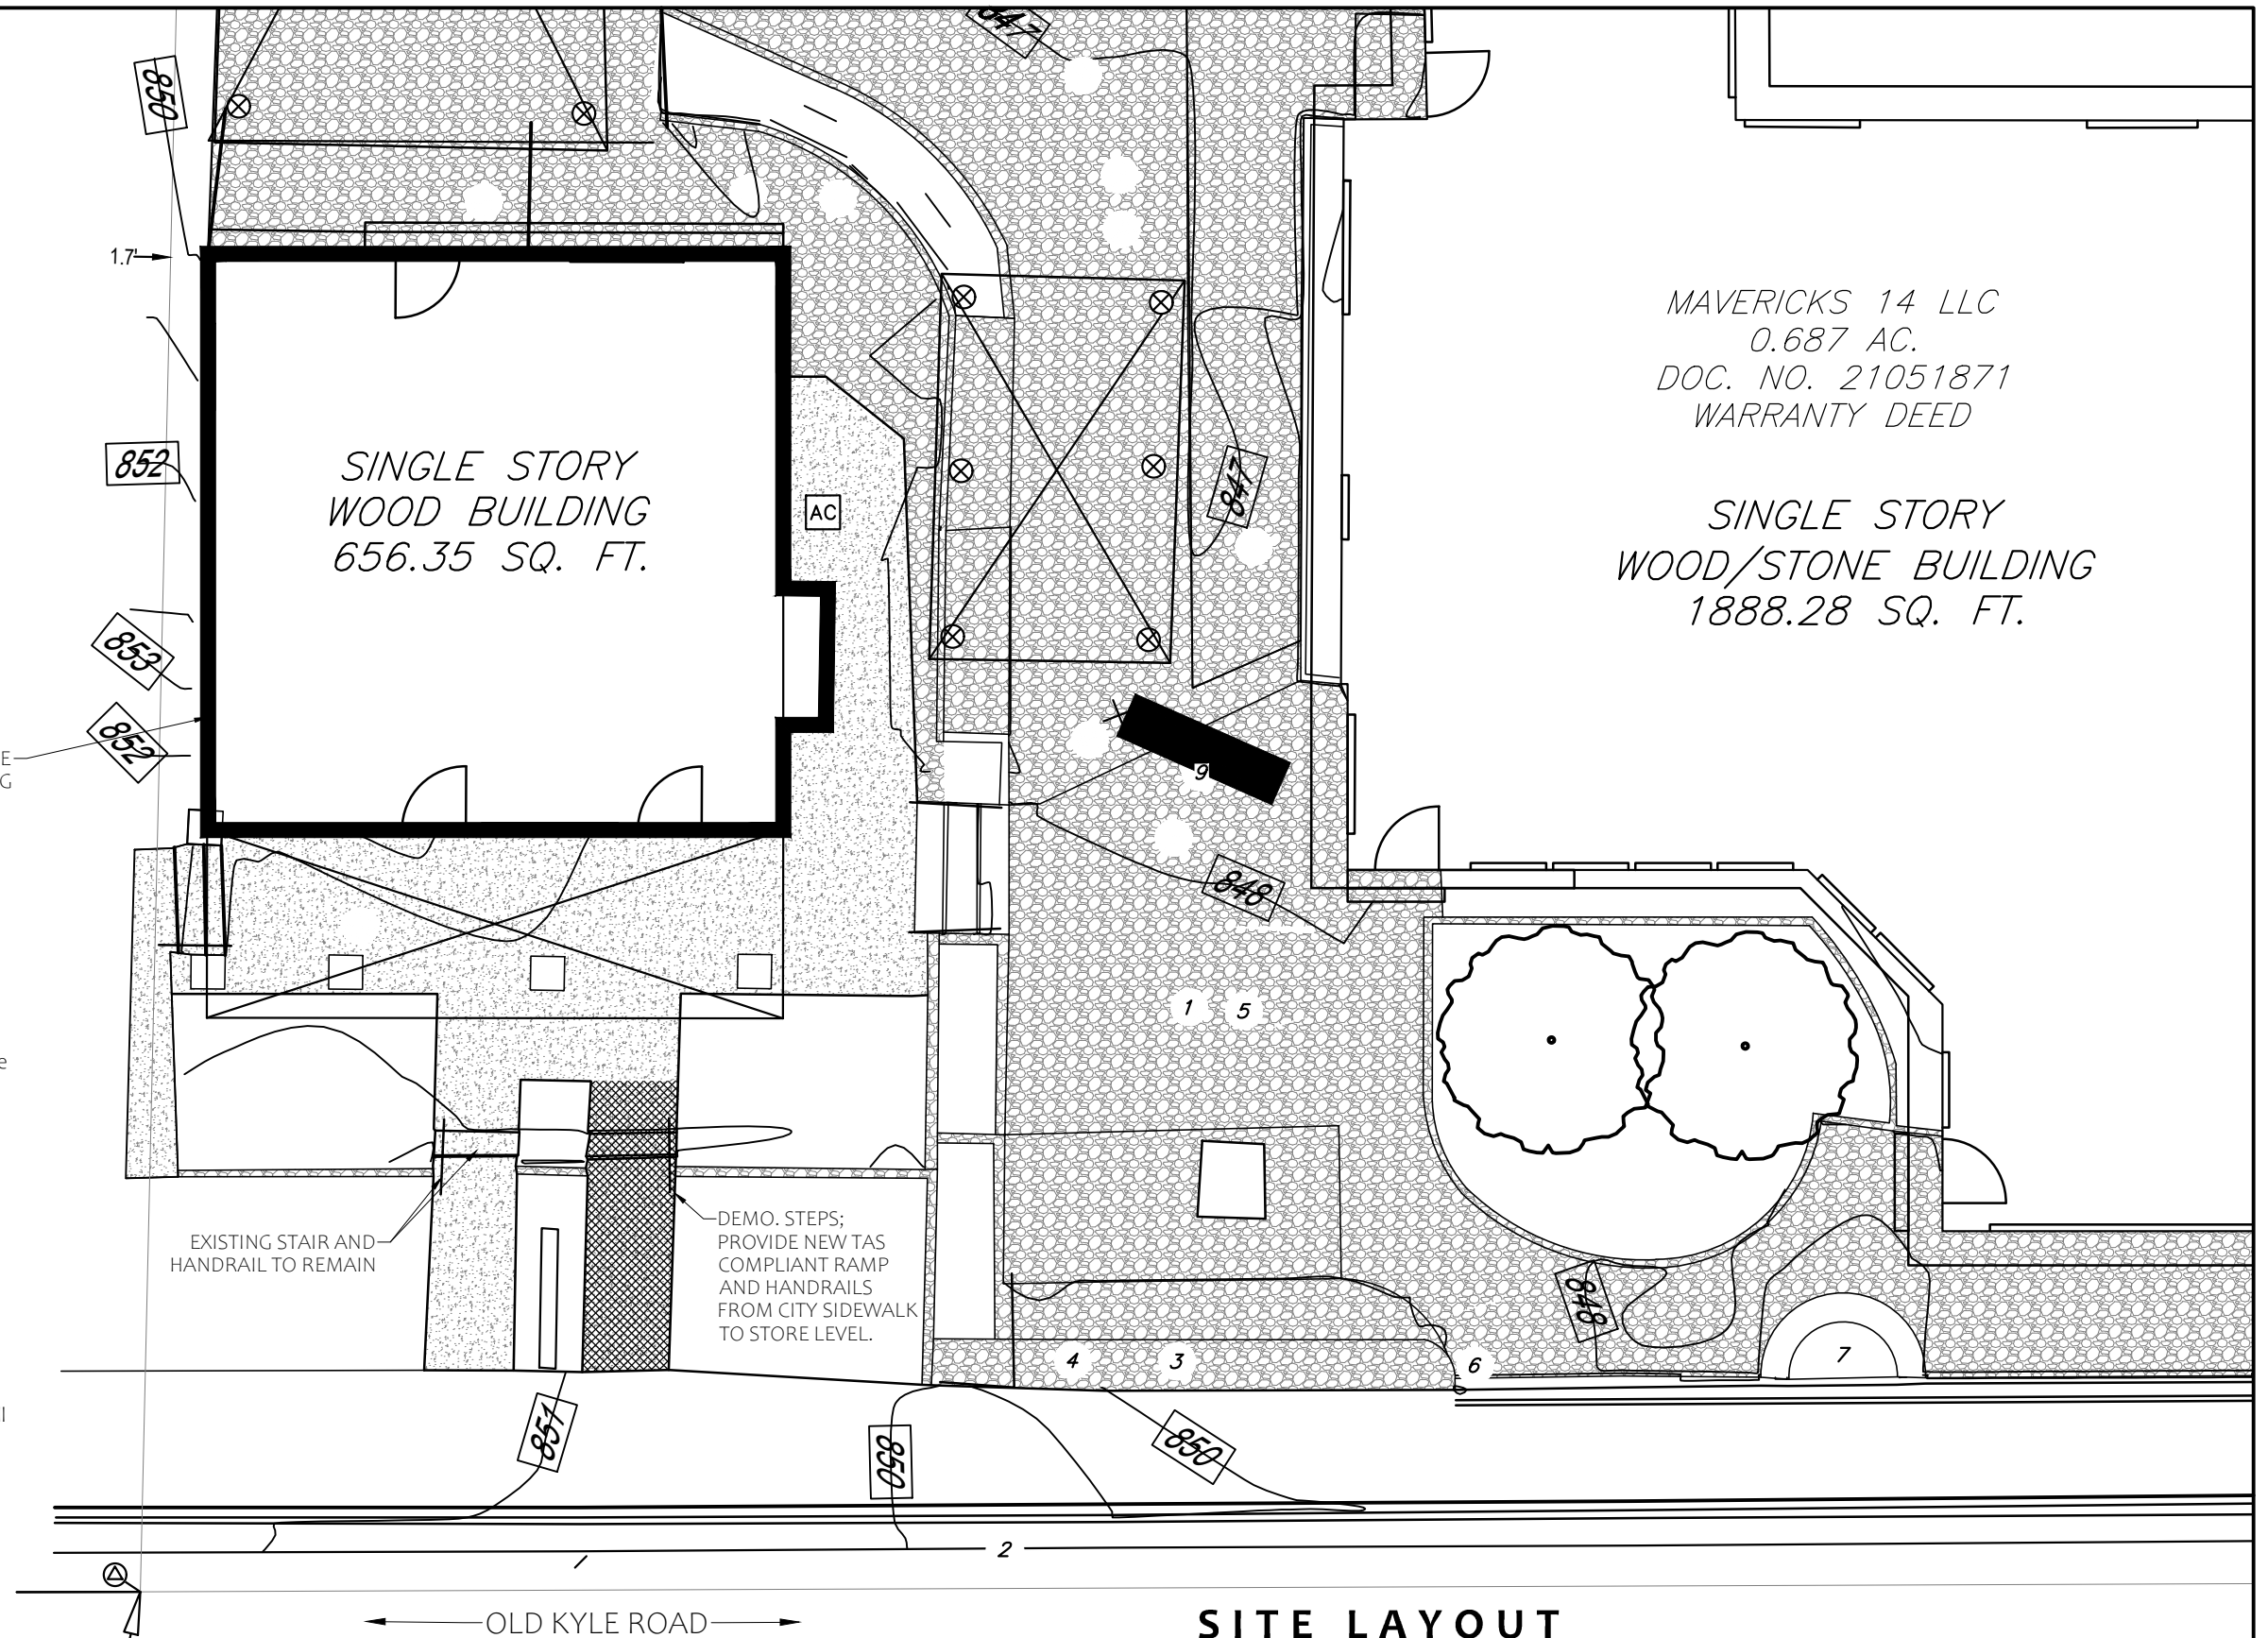 847
850
1.7'
MAVERICKS 14 LLC
0.687 AC.
DOC. NO. 21051871
WARRANTY DEED
852
SINGLE STORY
WOOD BUILDING
656.35 SQ. FT.
AC
847
SINGLE STORY
WOOD/STONE BUILDING
1888.28 SQ. FT.
853
852
E
G
9
848
1 5
e
EXISTING STAIR AND
HANDRAIL TO REMAIN
DEMO. STEPS;
PROVIDE NEW TAS
COMPLIANT RAMP
AND HANDRAILS
FROM CITY SIDEWALK
TO STORE LEVEL.
848
4 3 6 7
851
850
850
2
OLD KYLE ROAD
SITE LAYOUT